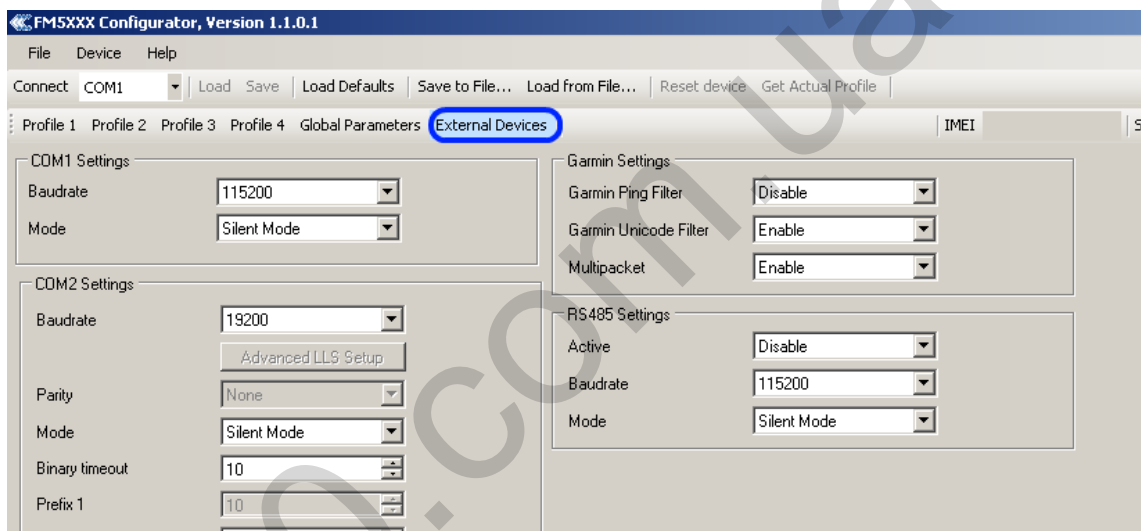 FM5XXX Configurator, Version 1.1.0.1
File Device Help
Connect COM1 Load Save Load Defaults Save to File... Load from File... Reset device Get Actual Profile
Profile 1 Profile 2 Profile 3 Profile 4 Global Parameters External Devices IMEI S
COM1 Settings
Baudrate 115200
Mode Silent Mode
COM2 Settings
Baudrate 19200
Advanced LLS Setup
Parity None
Mode Silent Mode
Binary timeout 10
Prefix 1 10
Garmin Settings
Garmin Ping Filter Disable
Garmin Unicode Filter Enable
Multipacket Enable
RS485 Settings
Active Disable
Baudrate 115200
Mode Silent Mode
.com.ua